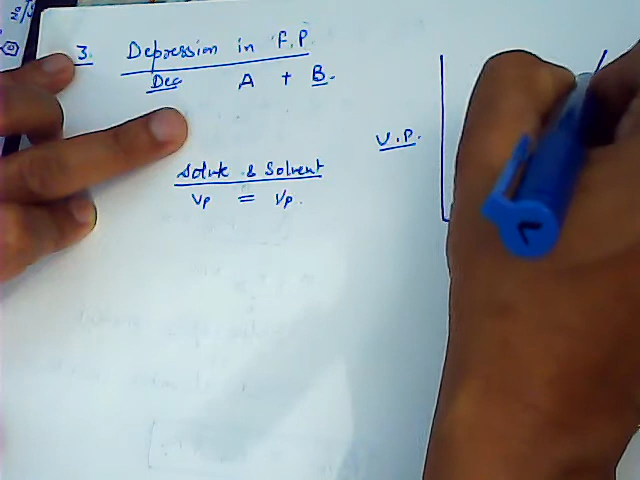 3. Depression in F.P.
Dec A + B.
V.P.
Solute & Solvent
Vp = Vp.